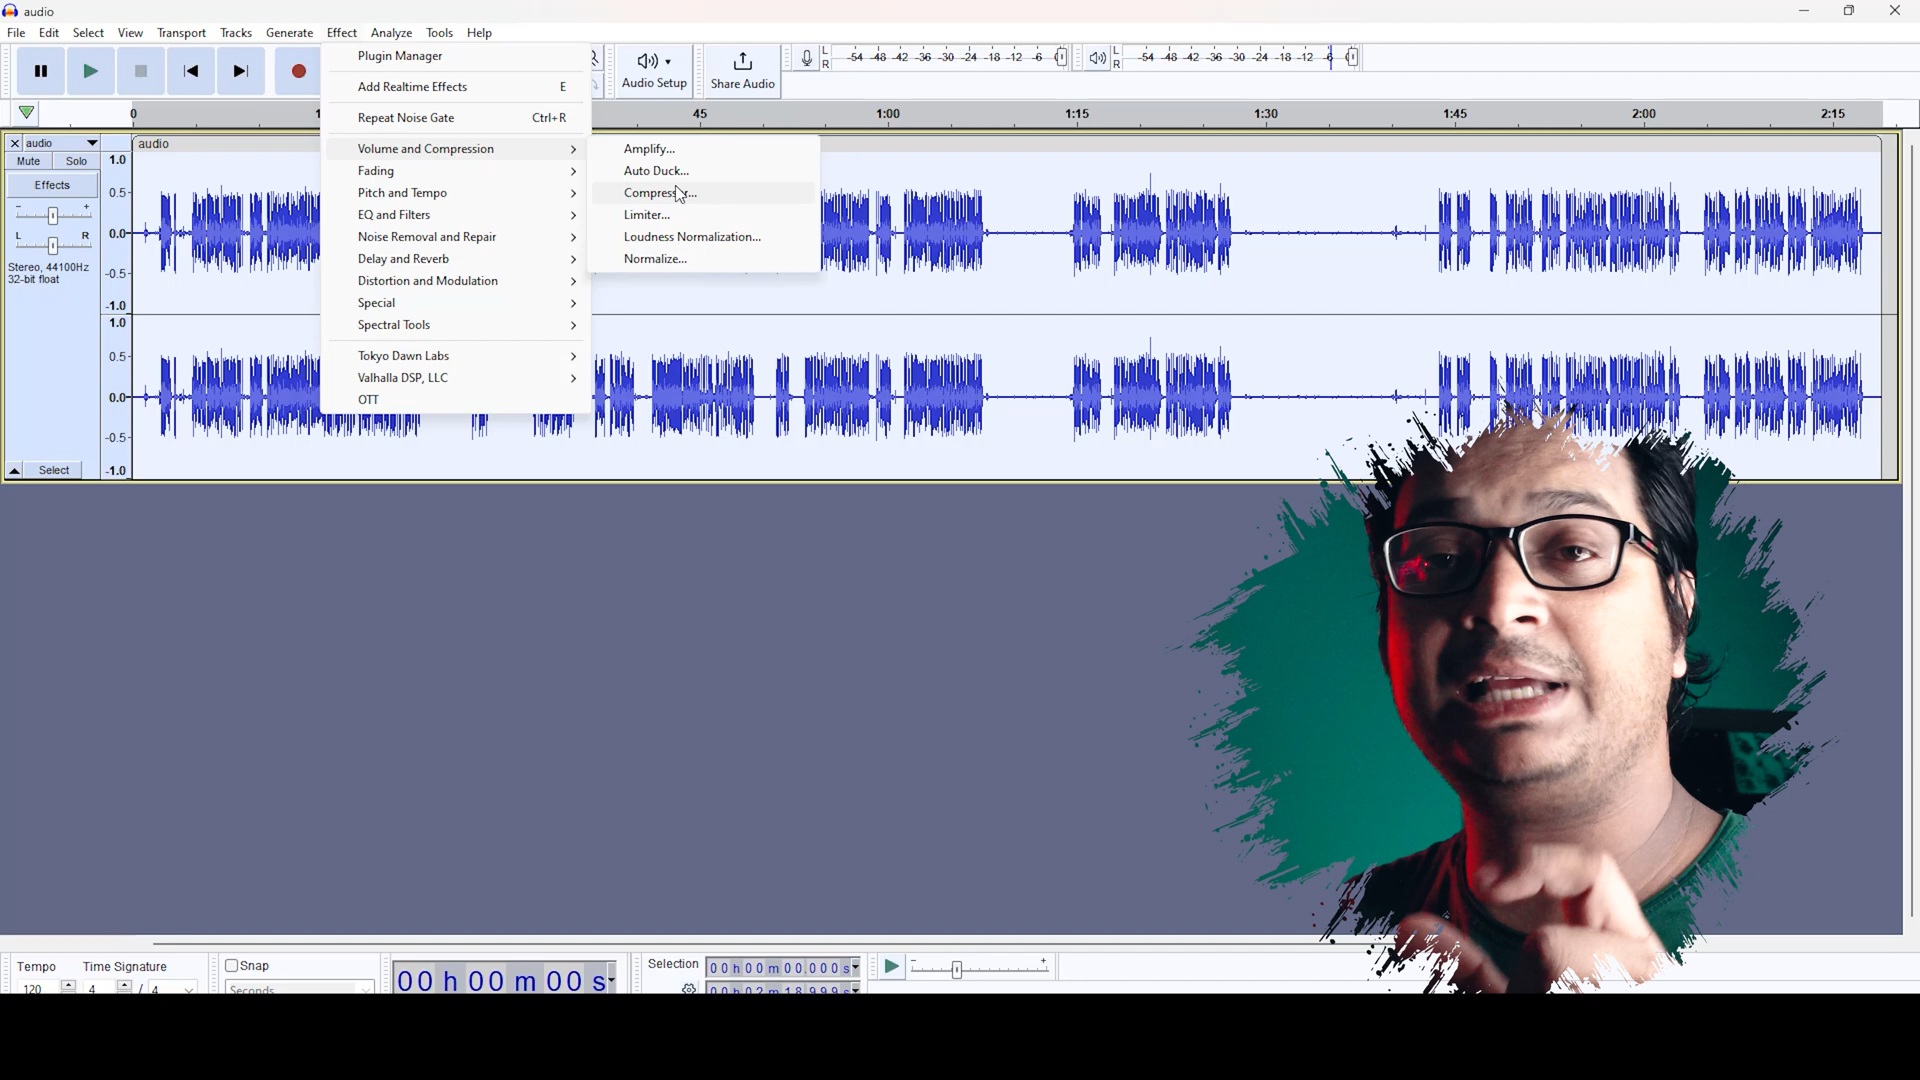 audio
File Edit Select View Transport Tracks Generate Effect Analyze Tools Help
Plugin Manager
Add Realtime Effects E
Repeat Noise Gate Ctrl+R
Volume and Compression
Fading
Pitch and Tempo
EQ and Filters
Noise Removal and Repair
Delay and Reverb
Distortion and Modulation
Special
Spectral Tools
Tokyo Dawn Labs
Valhalla DSP, LLC
OTT
Amplify...
Auto Duck...
Limiter...
Loudness Normalization...
Normalize...
Audio Setup
Share Audio
L
R
-54 -48 -42 -36 -30 -24 -18 -12 -6
L
R
-54 -48 -42 -36 -30 -24 -18 -12 -6
0 45 1:00 1:15 1:30 1:45 2:00 2:15
audio
Mute Solo
Effects
- +
L R
Stereo, 44100Hz
32-bit float
Select
audio
1.0
0.5
0.0
-0.5
-1.0
1.0
0.5
0.0
-0.5
-1.0
Tempo
120
Time Signature
4 / 4
Snap
Seconds
00 h 00 m 00 s
Selection
00 h 00 m 00.000 s
00 h 02 m 18.999 s
- +